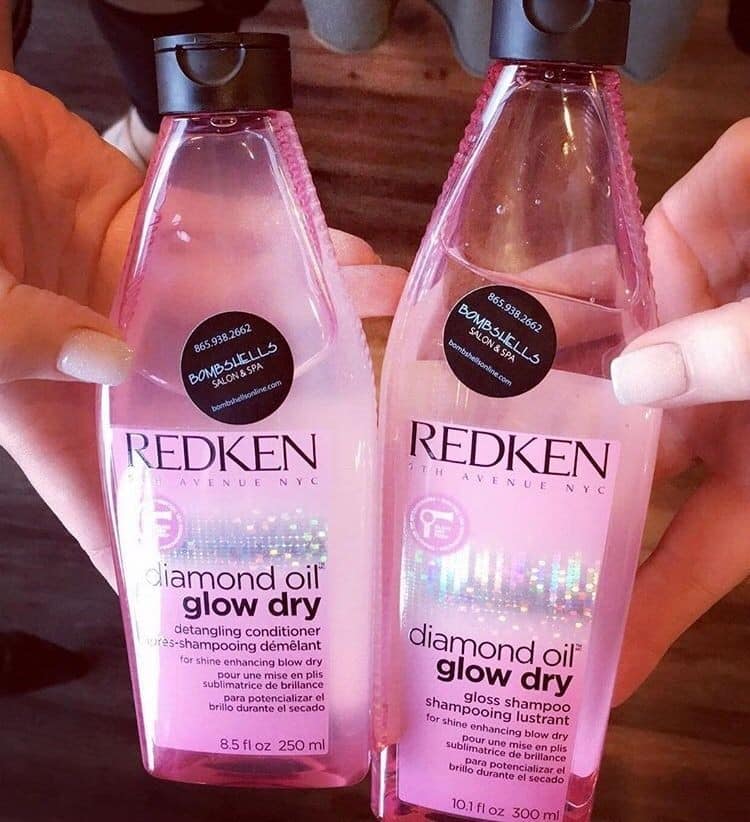 865.938.2662
BOMBSHELLS
SALON & SPA
bombshellsonline.com
REDKEN
5TH AVENUE NYC
diamond oil™
glow dry
detangling conditioner
après-shampooing démêlant
for shine enhancing blow dry
pour une mise en plis
sublimatrice de brillance
para potencializar el
brillo durante el secado
8.5 fl oz 250 ml
865.938.2662
BOMBSHELLS
SALON & SPA
bombshellsonline.com
REDKEN
5TH AVENUE NYC
diamond oil™
glow dry
gloss shampoo
shampooing lustrant
for shine enhancing blow dry
pour une mise en plis
sublimatrice de brillance
para potencializar el
brillo durante el secado
10.1 fl oz 300 ml